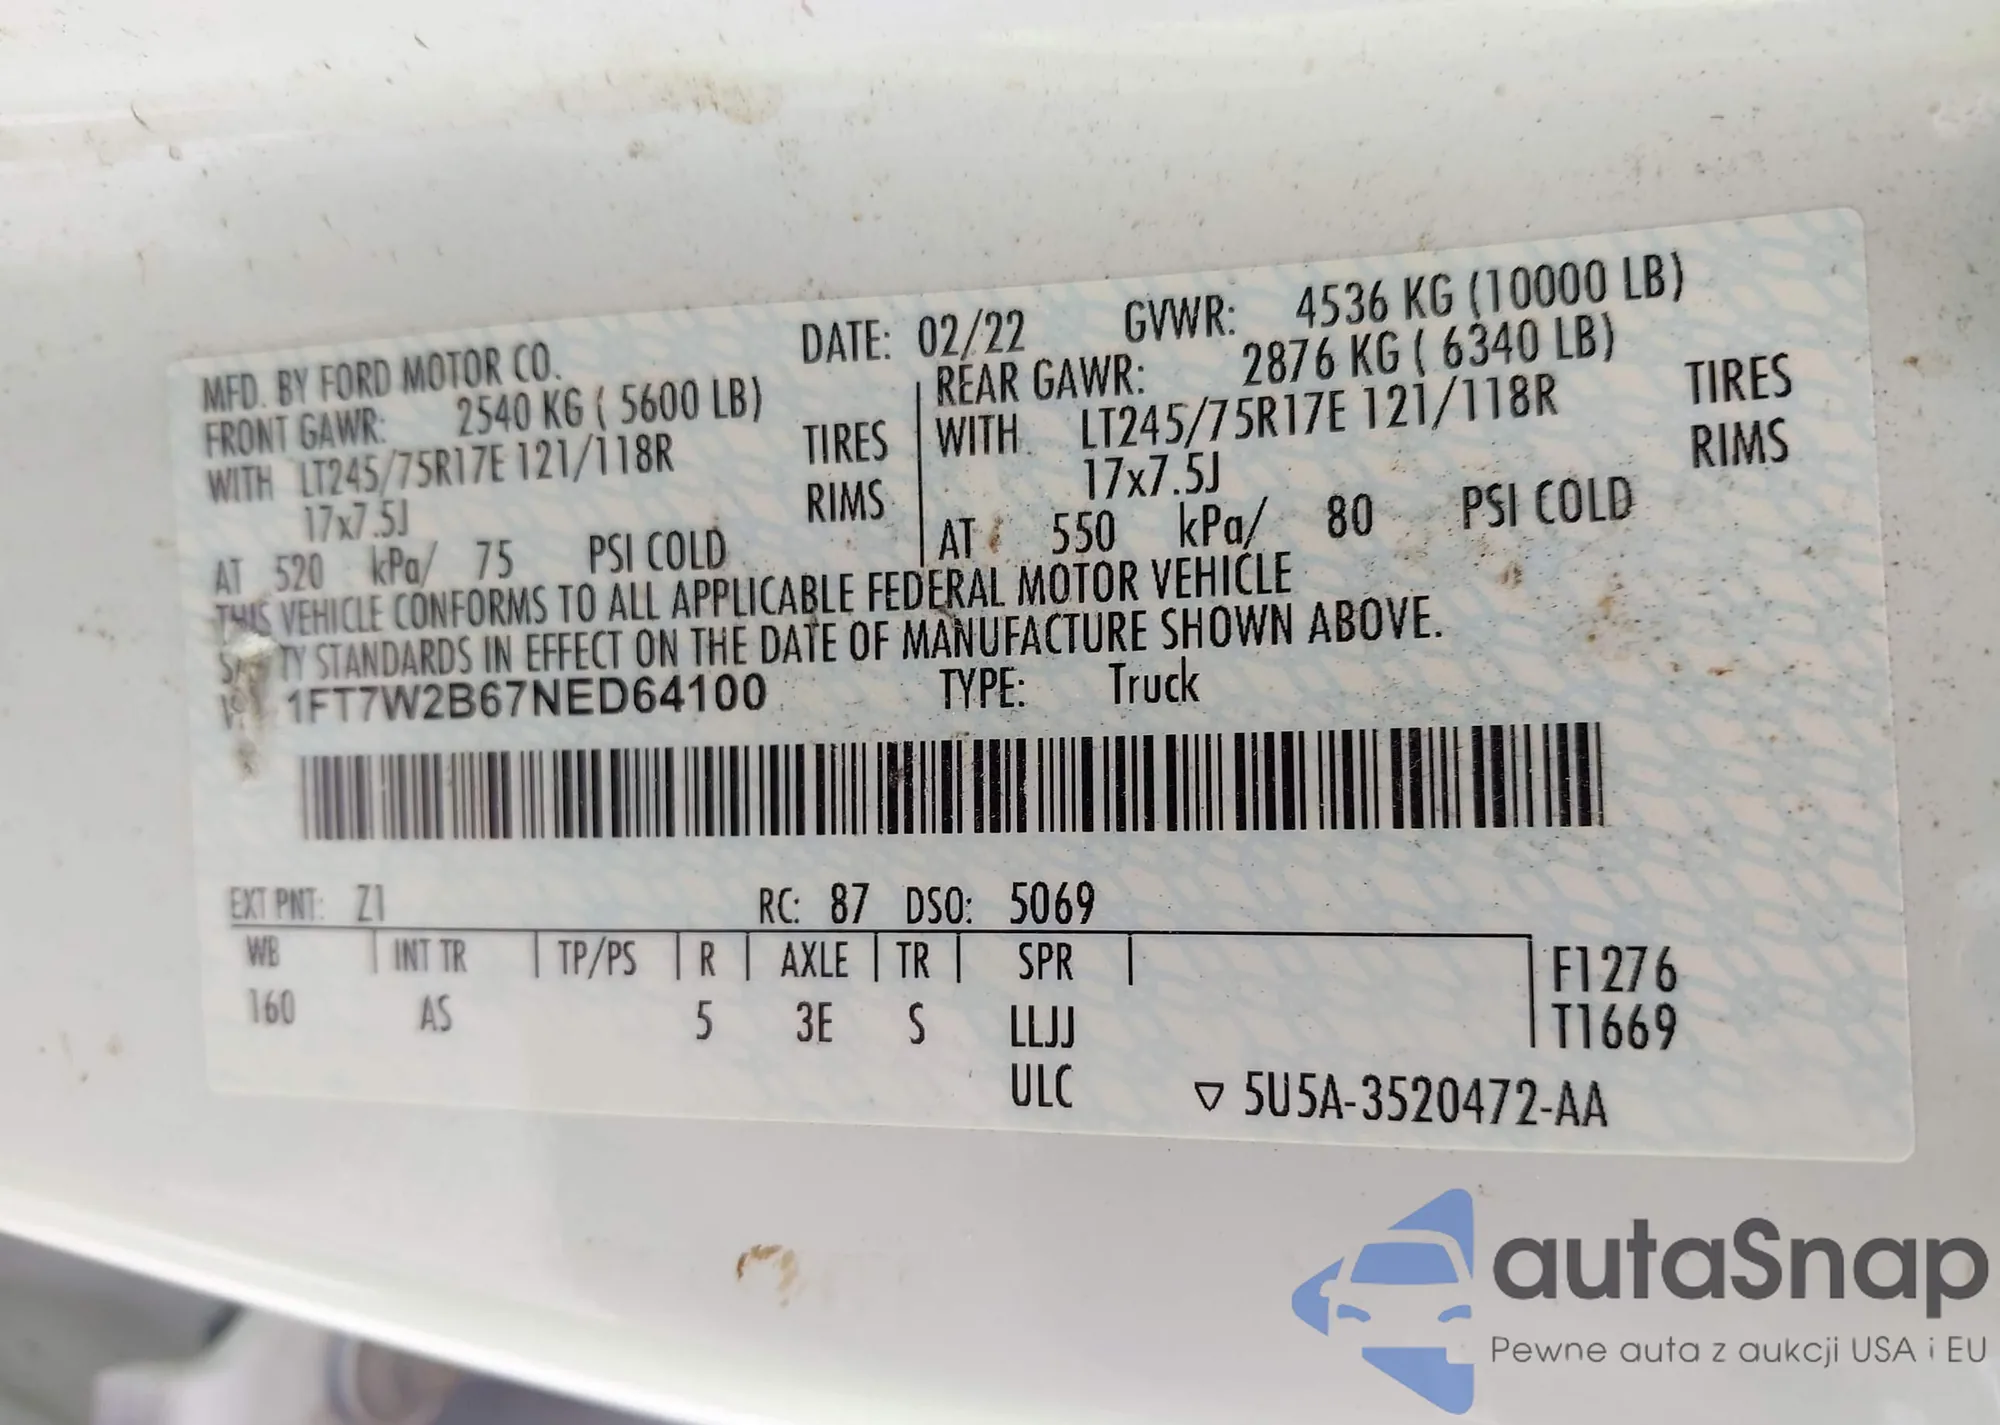 MFD. BY FORD MOTOR CO. DATE: 02/22 GVWR: 4536 KG (10000 LB)
FRONT GAWR: 2540 KG ( 5600 LB) REAR GAWR: 2876 KG ( 6340 LB)
WITH LT245/75R17E 121/118R TIRES WITH LT245/75R17E 121/118R TIRES
17x7.5J RIMS 17x7.5J RIMS
AT 520 kPa/ 75 PSI COLD AT 550 kPa/ 80 PSI COLD
THIS VEHICLE CONFORMS TO ALL APPLICABLE FEDERAL MOTOR VEHICLE
STANDARDS IN EFFECT ON THE DATE OF MANUFACTURE SHOWN ABOVE.
1FT7W2B67NED64100 TYPE: Truck
EXT PNT: Z1 RC: 87 DSO: 5069
WB INT TR TP/PS R AXLE TR SPR F1276
160 AS 5 3E S LLJJ T1669
ULC ▽ 5U5A-3520472-AA
autaSnap
Pewne auta z aukcji USA i EU